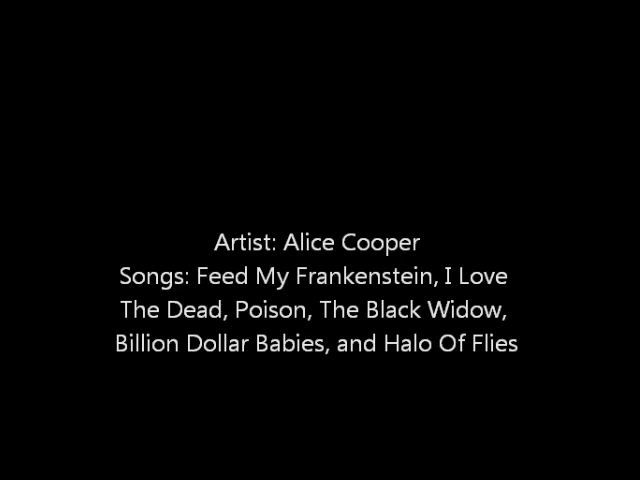 Artist: Alice Cooper
Songs: Feed My Frankenstein, I Love
The Dead, Poison, The Black Widow,
Billion Dollar Babies, and Halo Of Flies